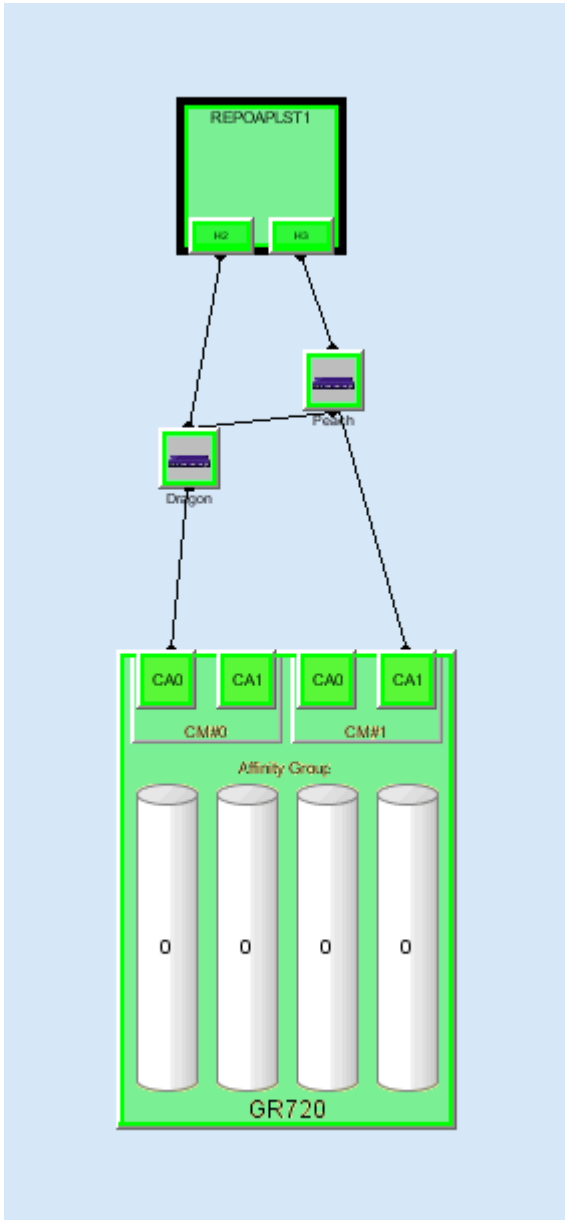 REPOAPLST1
H2 H3
Peach
Dragon
CA0 CA1 CA0 CA1
CM#0 CM#1
Affinity Group
0 0 0 0
GR720